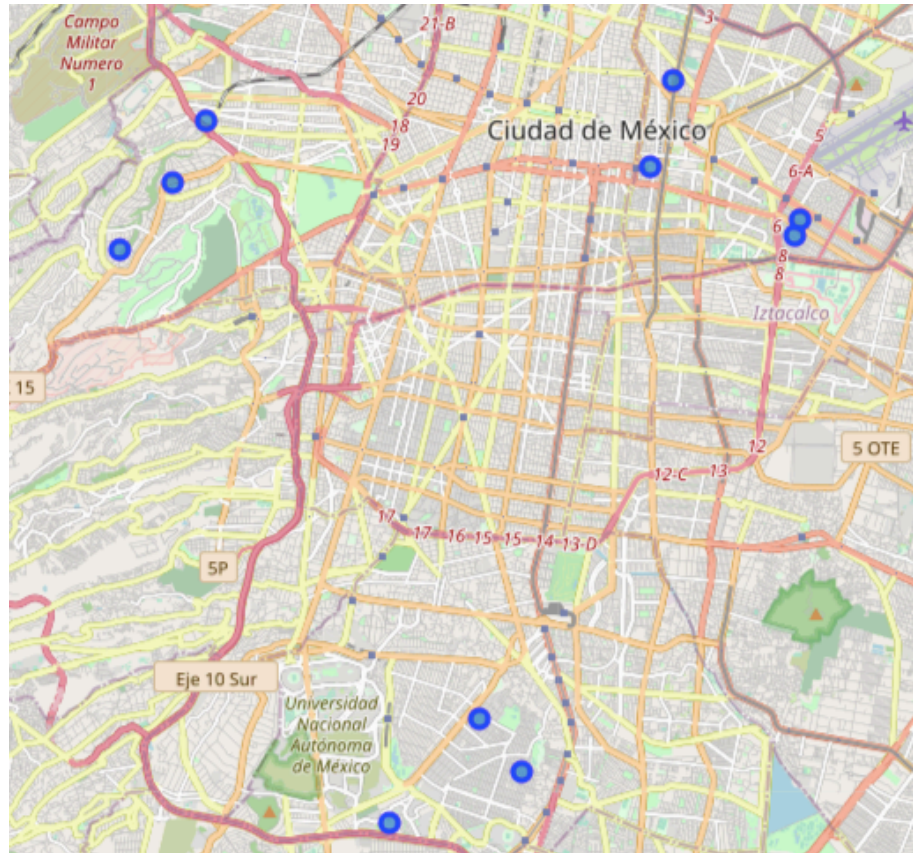 Campo
Militar
Numero
1
21-B
3
20
18
19
Ciudad de México
5
6-A
6
8
8
Iztacalco
15
12
5 OTE
12-C
13
17
17
16
15
15
14
13-D
5P
Eje 10 Sur
Universidad
Nacional
Autónoma
de México